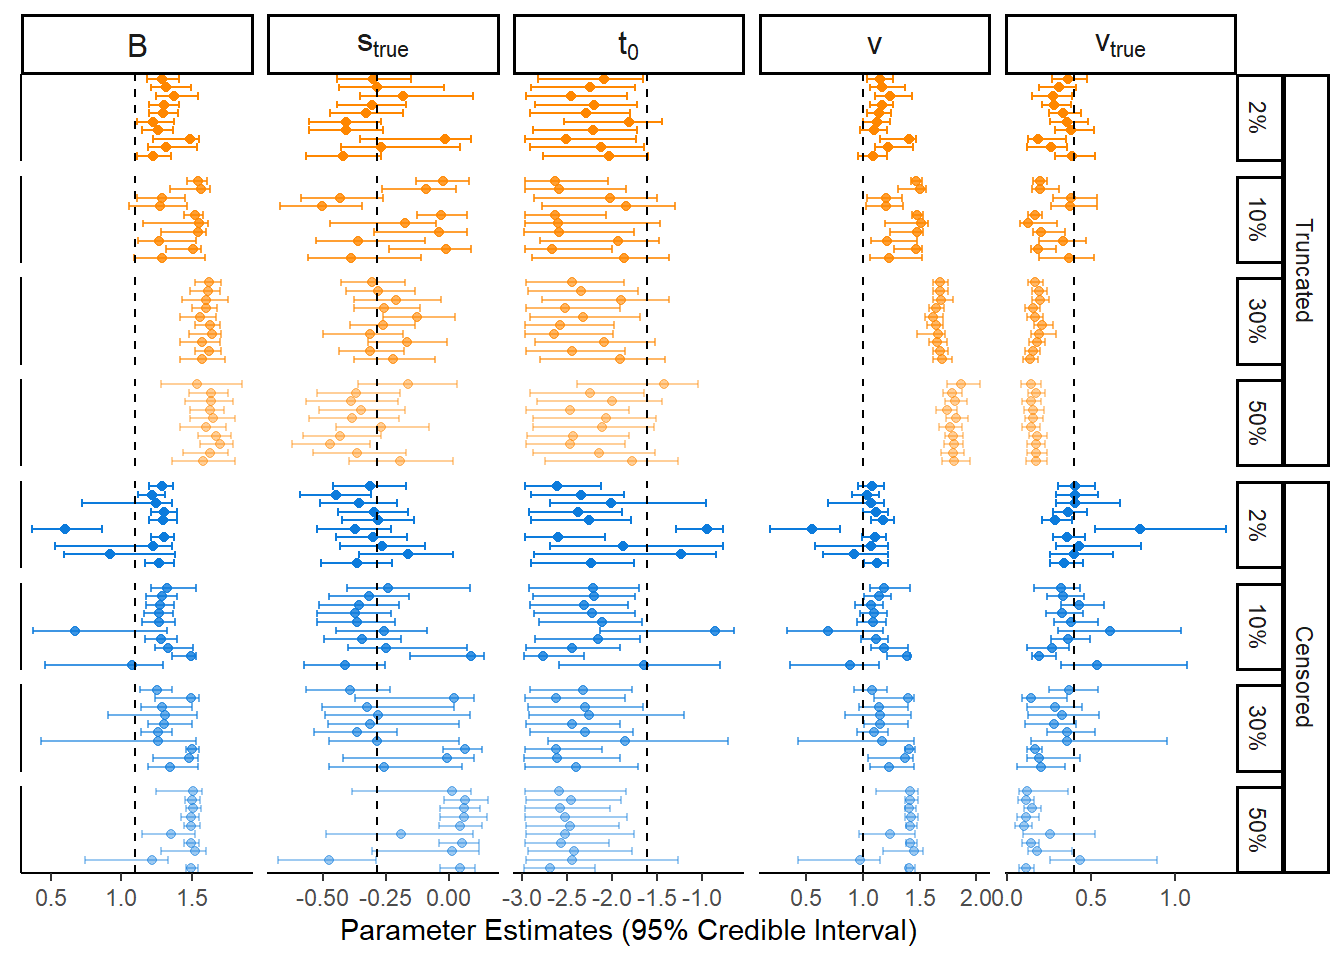 B
s_true
t_0
v
v_true
2%
10%
30%
50%
Truncated
2%
10%
30%
50%
Censored
0.5 1.0 1.5
-0.50 -0.25 0.00
-3.0 -2.5 -2.0 -1.5 -1.0
0.5 1.0 1.5 2.0
0.0 0.5 1.0
Parameter Estimates (95% Credible Interval)